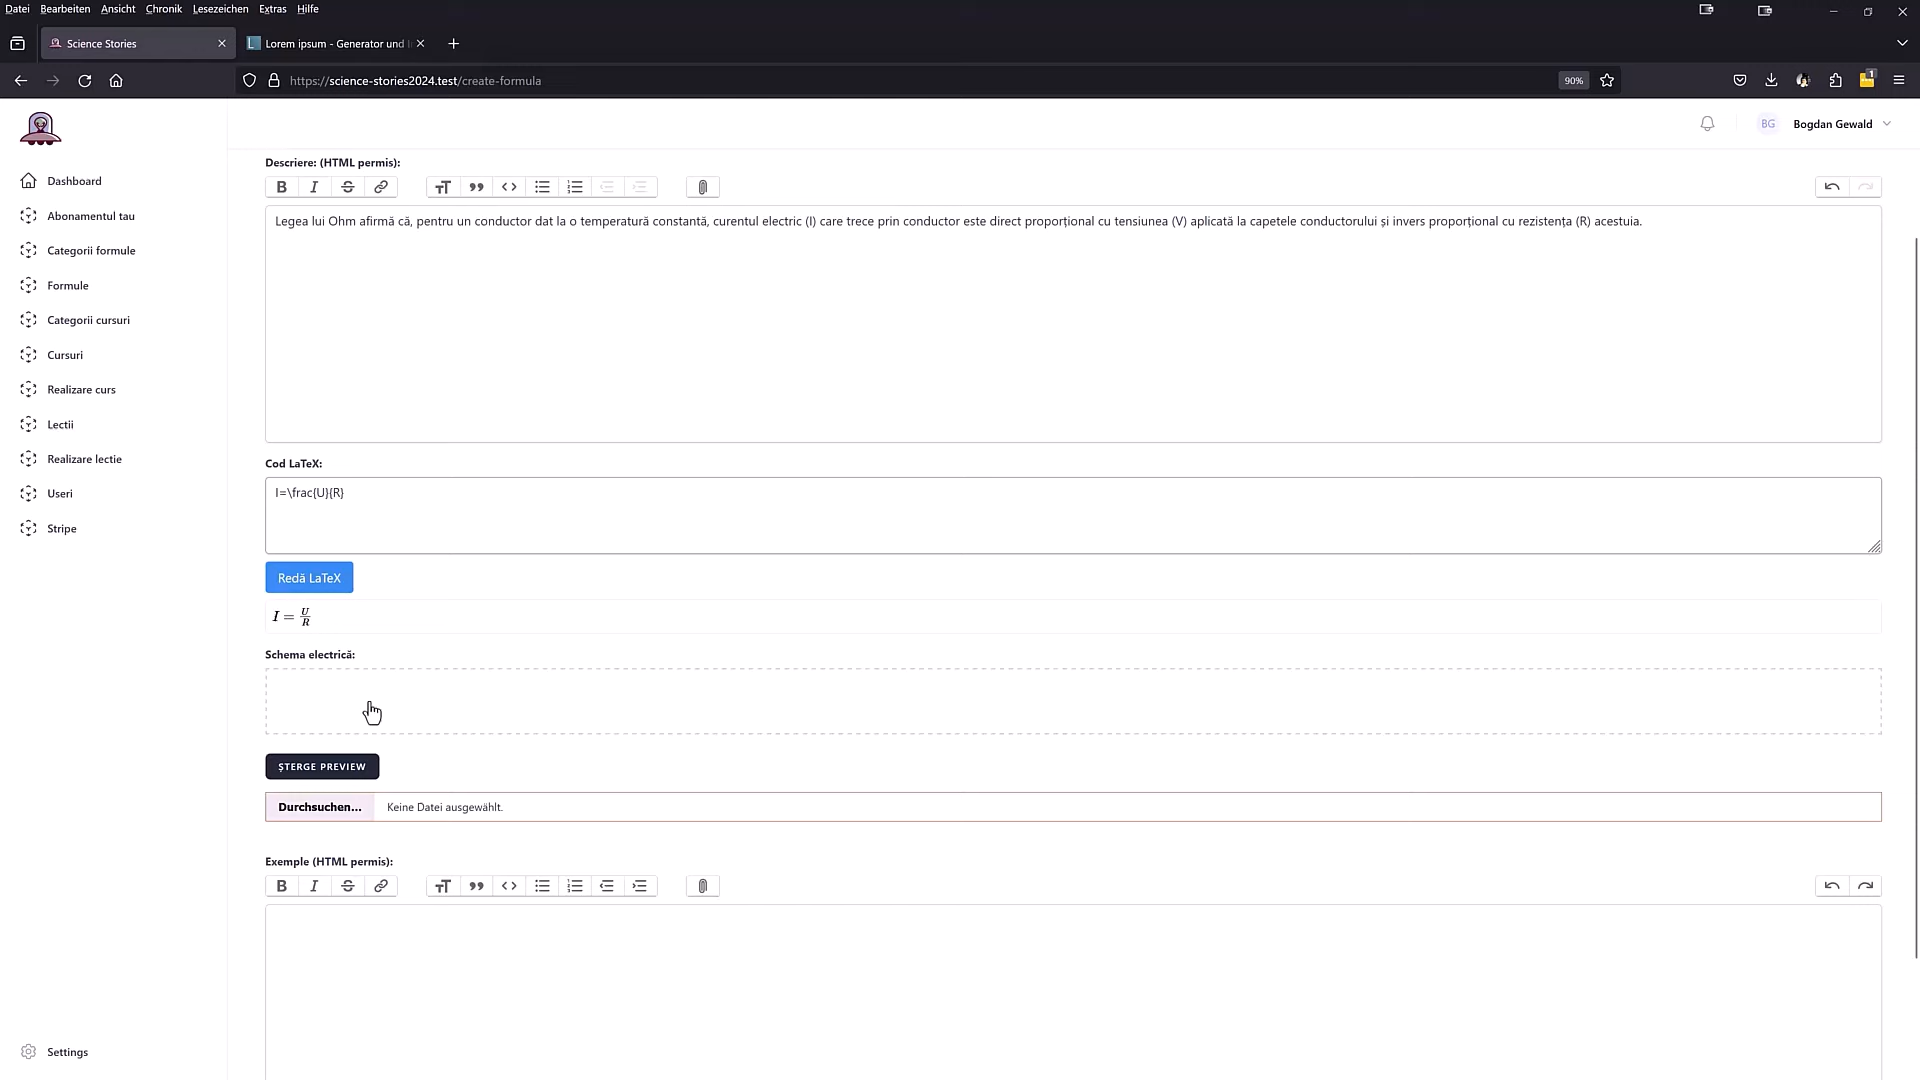 Datei Bearbeiten Ansicht Chronik Lesezeichen Extras Hilfe
Science Stories
Lorem ipsum - Generator und
https://science-stories2024.test/create-formula
90%
1
BG
Bogdan Gewald
Dashboard
Abonamentul tau
Categorii formule
Formule
Categorii cursuri
Cursuri
Realizare curs
Lectii
Realizare lectie
Useri
Stripe
Settings
Descriere: (HTML permis):
Legea lui Ohm afirmă că, pentru un conductor dat la o temperatură constantă, curentul electric (I) care trece prin conductor este direct proporțional cu tensiunea (V) aplicată la capetele conductorului și invers proporțional cu rezistența (R) acestuia.
Cod LaTeX:
I=\frac{U}{R}
Redă LaTeX
I = U/R
Schema electrică:
ȘTERGE PREVIEW
Durchsuchen... Keine Datei ausgewählt.
Exemple (HTML permis):